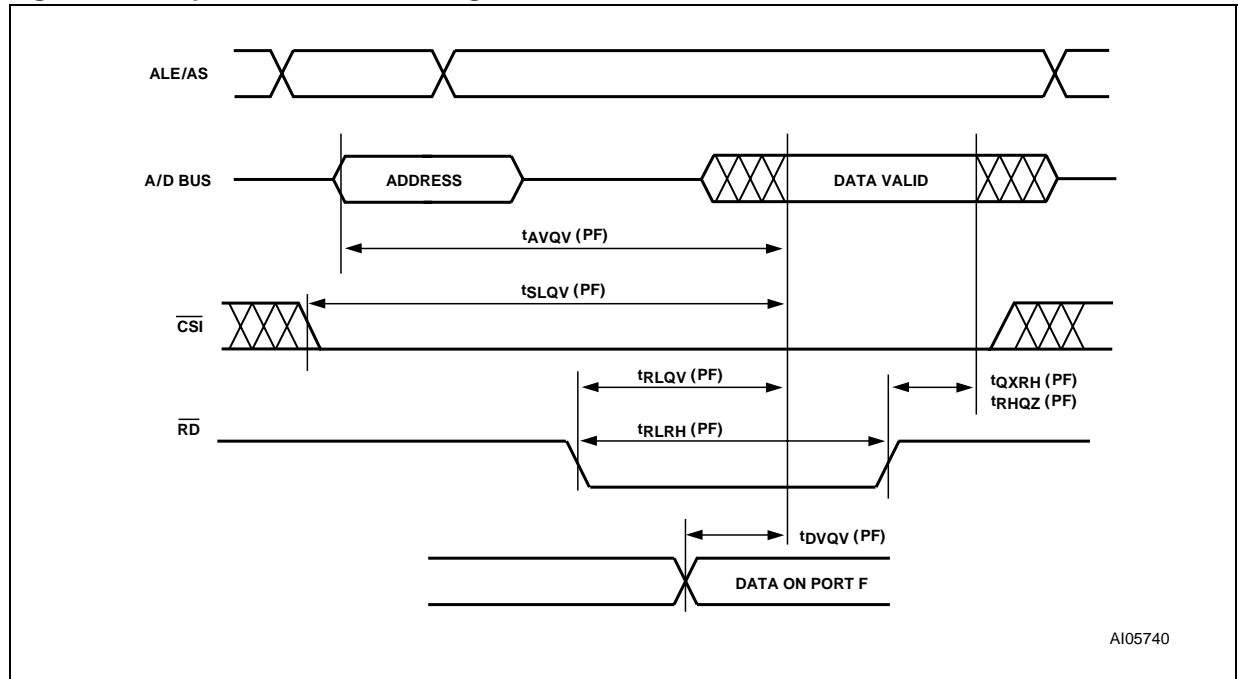 ALE/AS
A/D BUS
ADDRESS
DATA VALID
tAVQV (PF)
tSLQV (PF)
CSI
tRLQV (PF)
tQXRH (PF)
tRHQZ (PF)
RD
tRLRH (PF)
tDVQV (PF)
DATA ON PORT F
AI05740